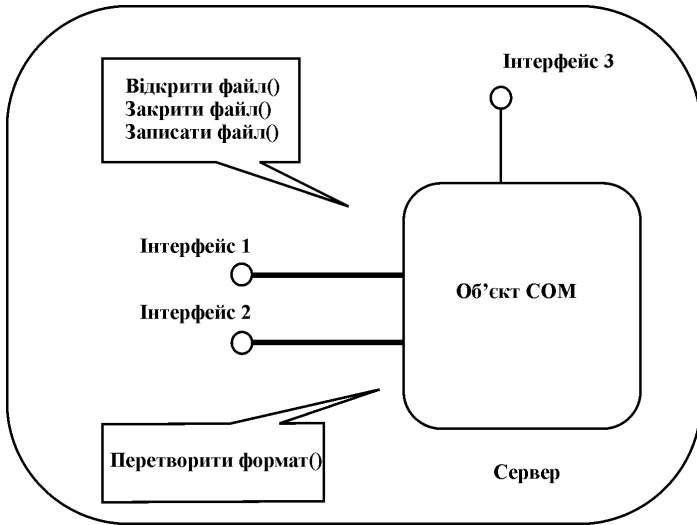 Інтерфейс 3
Відкрити файл()
Закрити файл()
Записати файл()
Інтерфейс 1
Об’єкт COM
Інтерфейс 2
Перетворити формат()
Сервер